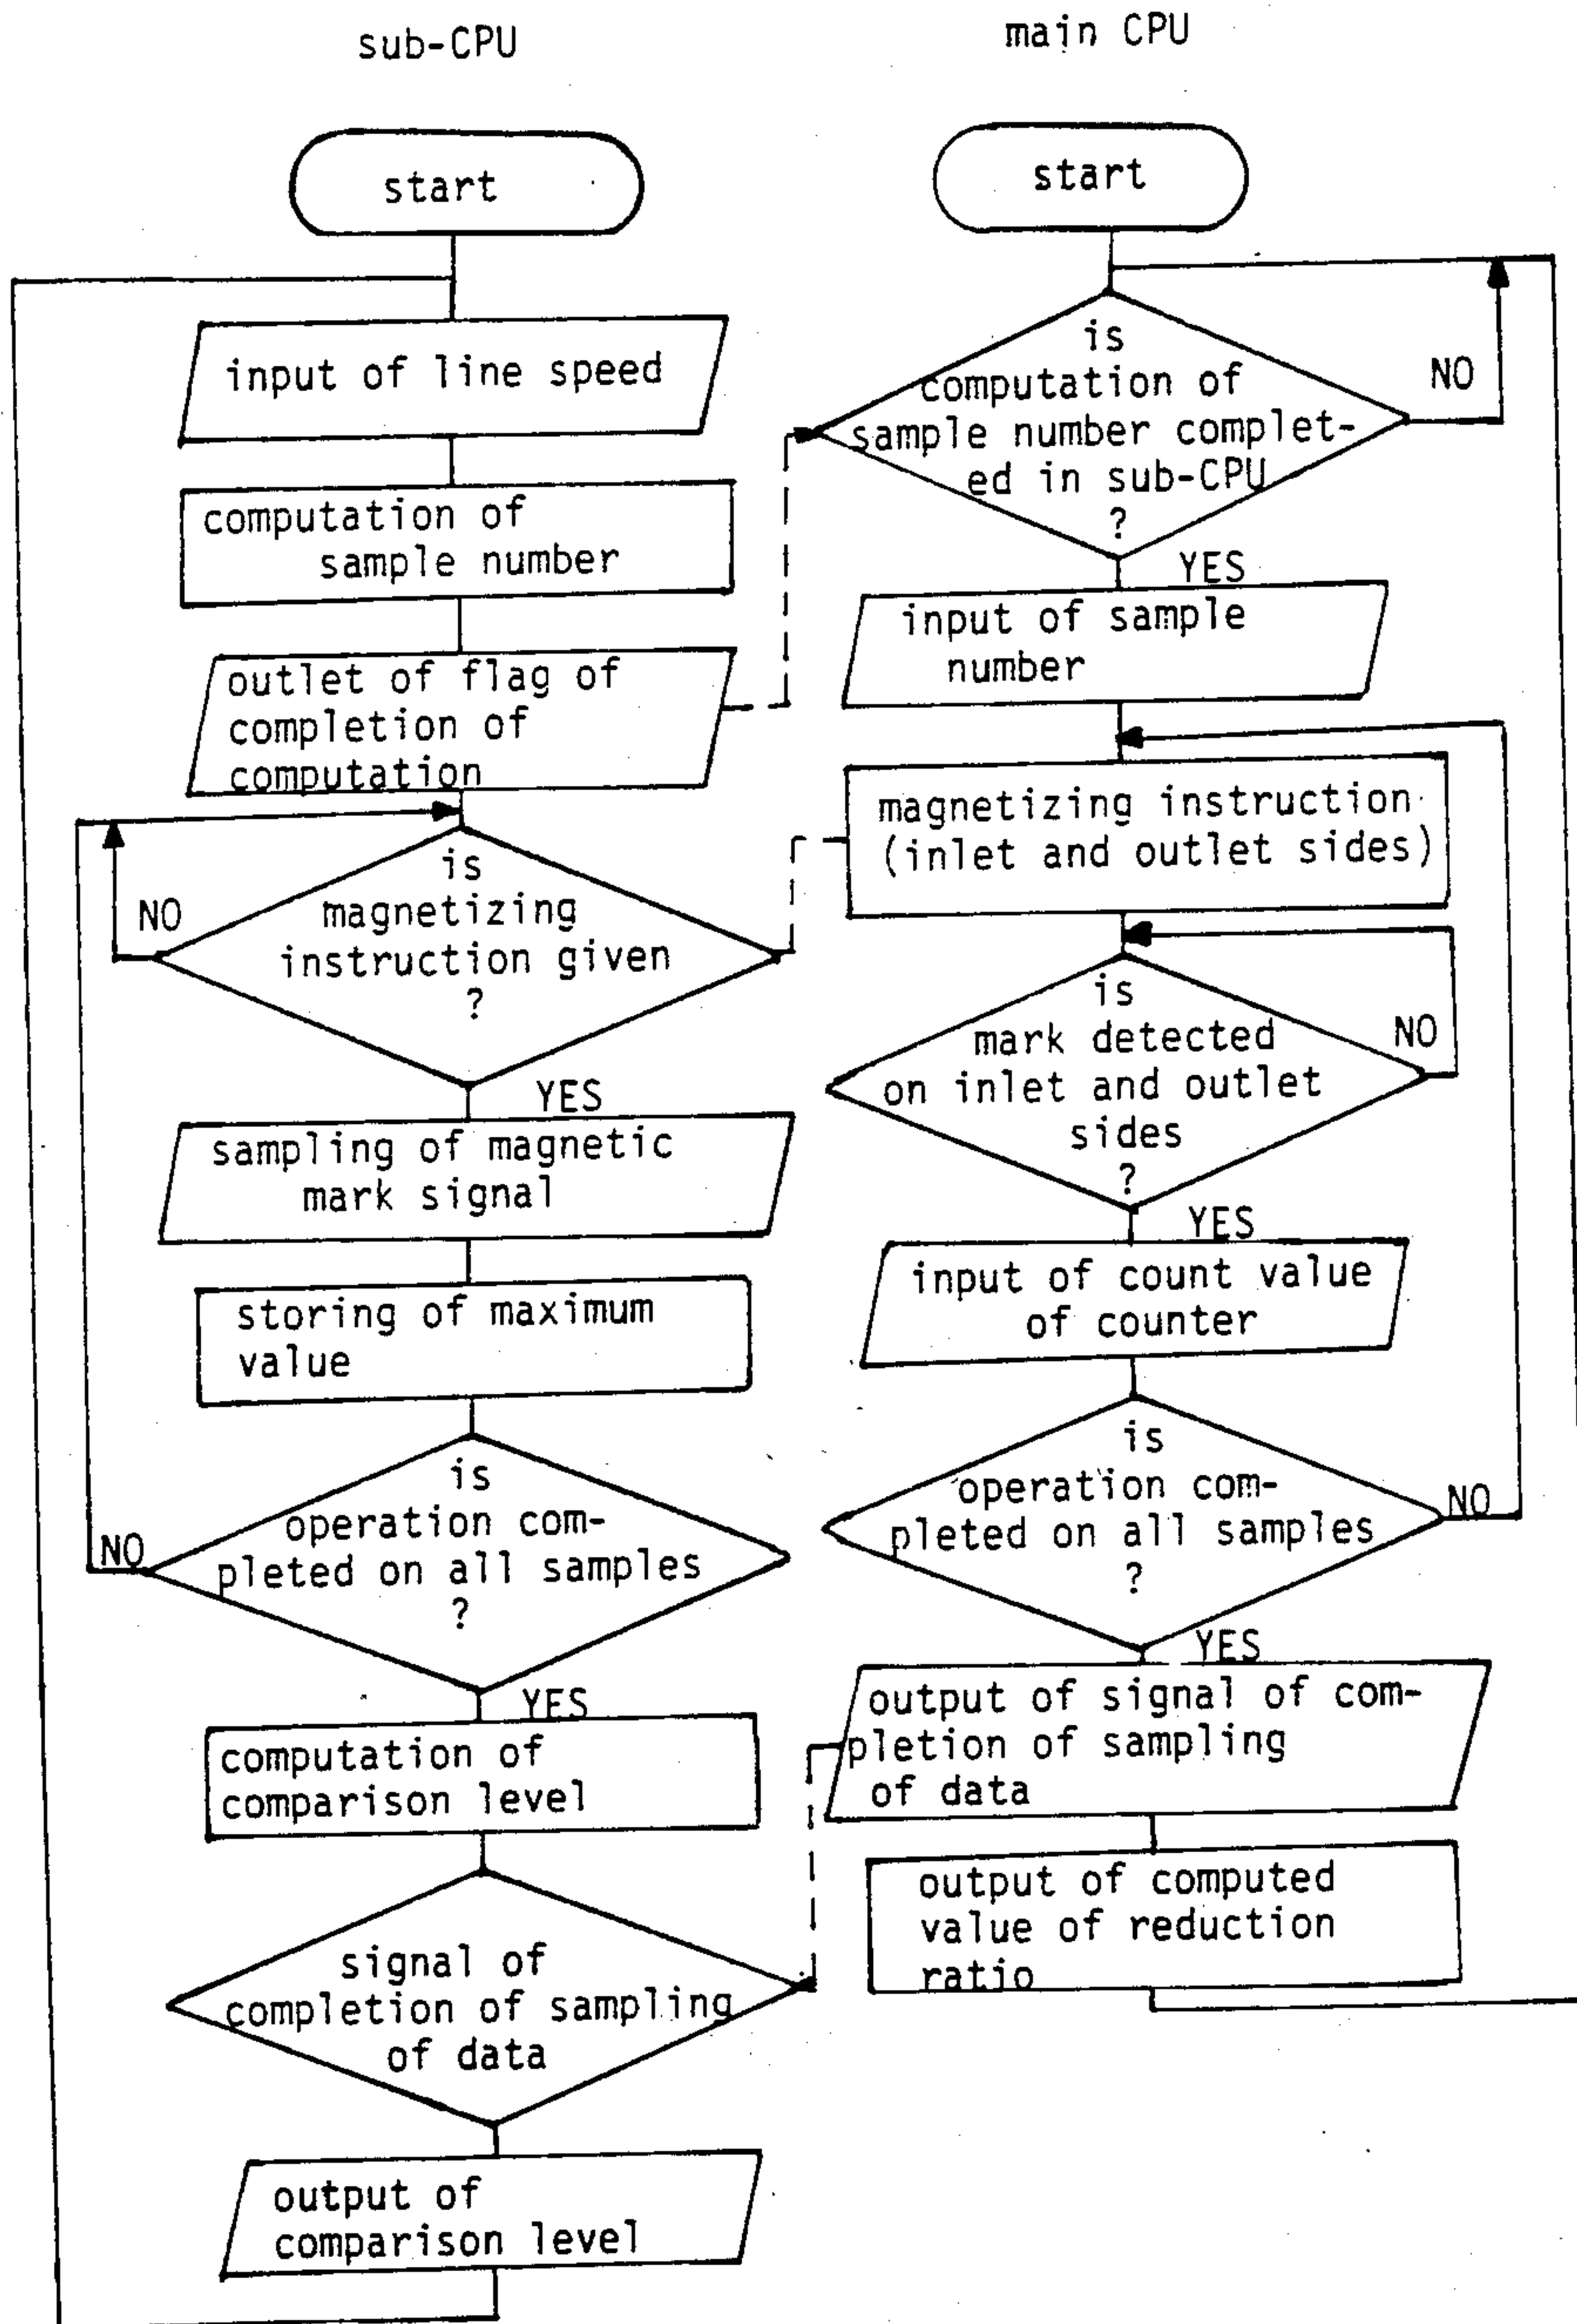 sub-CPU
start
input of line speed
computation of
sample number
outlet of flag of
completion of
computation
is
magnetizing
instruction given
?
NO
YES
sampling of magnetic
mark signal
storing of maximum
value
is
operation com-
pleted on all samples
?
NO
YES
computation of
comparison level
signal of
completion of sampling
of data
output of
comparison level
main CPU
start
is
computation of
sample number complet-
ed in sub-CPU
?
NO
YES
input of sample
number
magnetizing instruction
(inlet and outlet sides)
is
mark detected
on inlet and outlet
sides
?
NO
YES
input of count value
of counter
is
operation com-
pleted on all samples
?
NO
YES
output of signal of com-
pletion of sampling
of data
output of computed
value of reduction
ratio